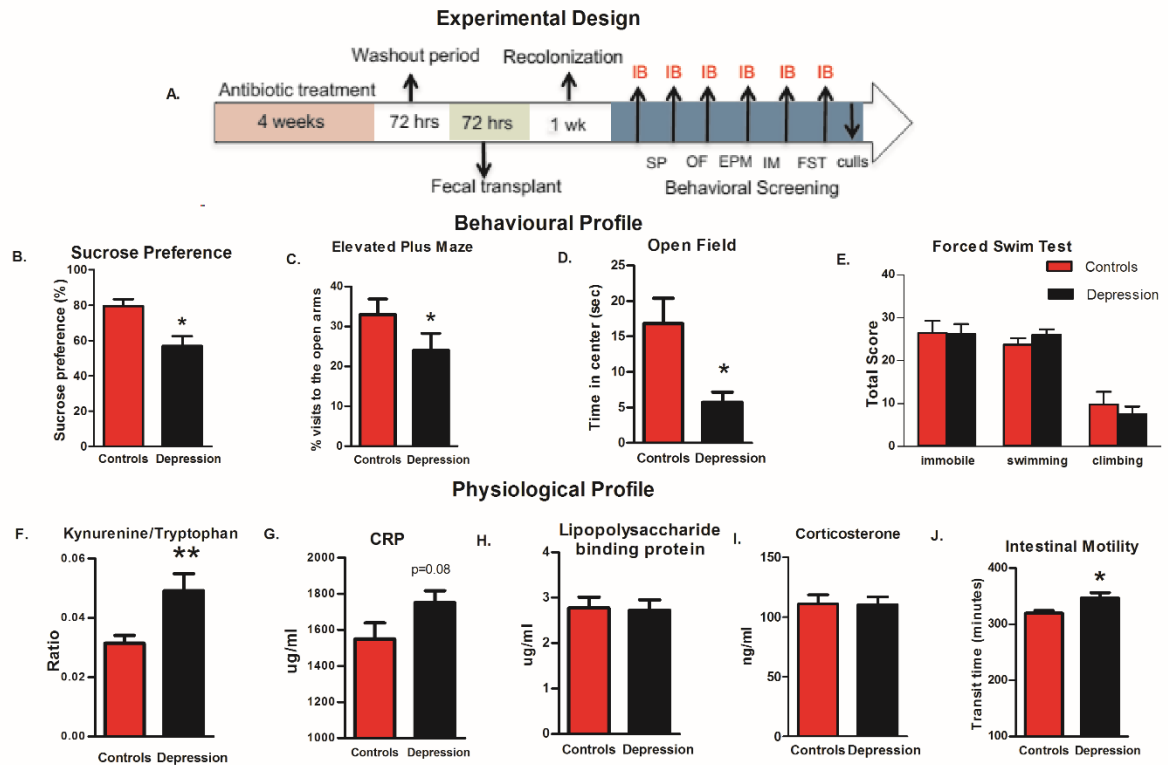 Experimental Design
A.
Washout period
Recolonization
IB IB IB IB IB IB
Antibiotic treatment
4 weeks
72 hrs
72 hrs
1 wk
SP OF EPM IM FST culls
Fecal transplant
Behavioral Screening
Behavioural Profile
B.
Sucrose Preference
Sucrose preference (%)
80
60
40
20
0
*
Controls Depression
C.
Elevated Plus Maze
% visits to the open arms
40
30
20
10
0
*
Controls Depression
D.
Open Field
Time in center (sec)
25
20
15
10
5
0
*
Controls Depression
E.
Forced Swim Test
Controls
Depression
Total Score
40
30
20
10
0
immobile swimming climbing
Physiological Profile
F.
Kynurenine/Tryptophan
Ratio
0.06
0.04
0.02
0.00
**
Controls Depression
G.
CRP
ug/ml
2000
1800
1600
1400
1200
1000
p=0.08
Controls Depression
H.
Lipopolysaccharide
binding protein
ug/ml
4
3
2
1
0
Controls Depression
I.
Corticosterone
ng/ml
150
100
50
0
Controls Depression
J.
Intestinal Motility
Transit time (minutes)
400
300
200
100
*
Controls Depression